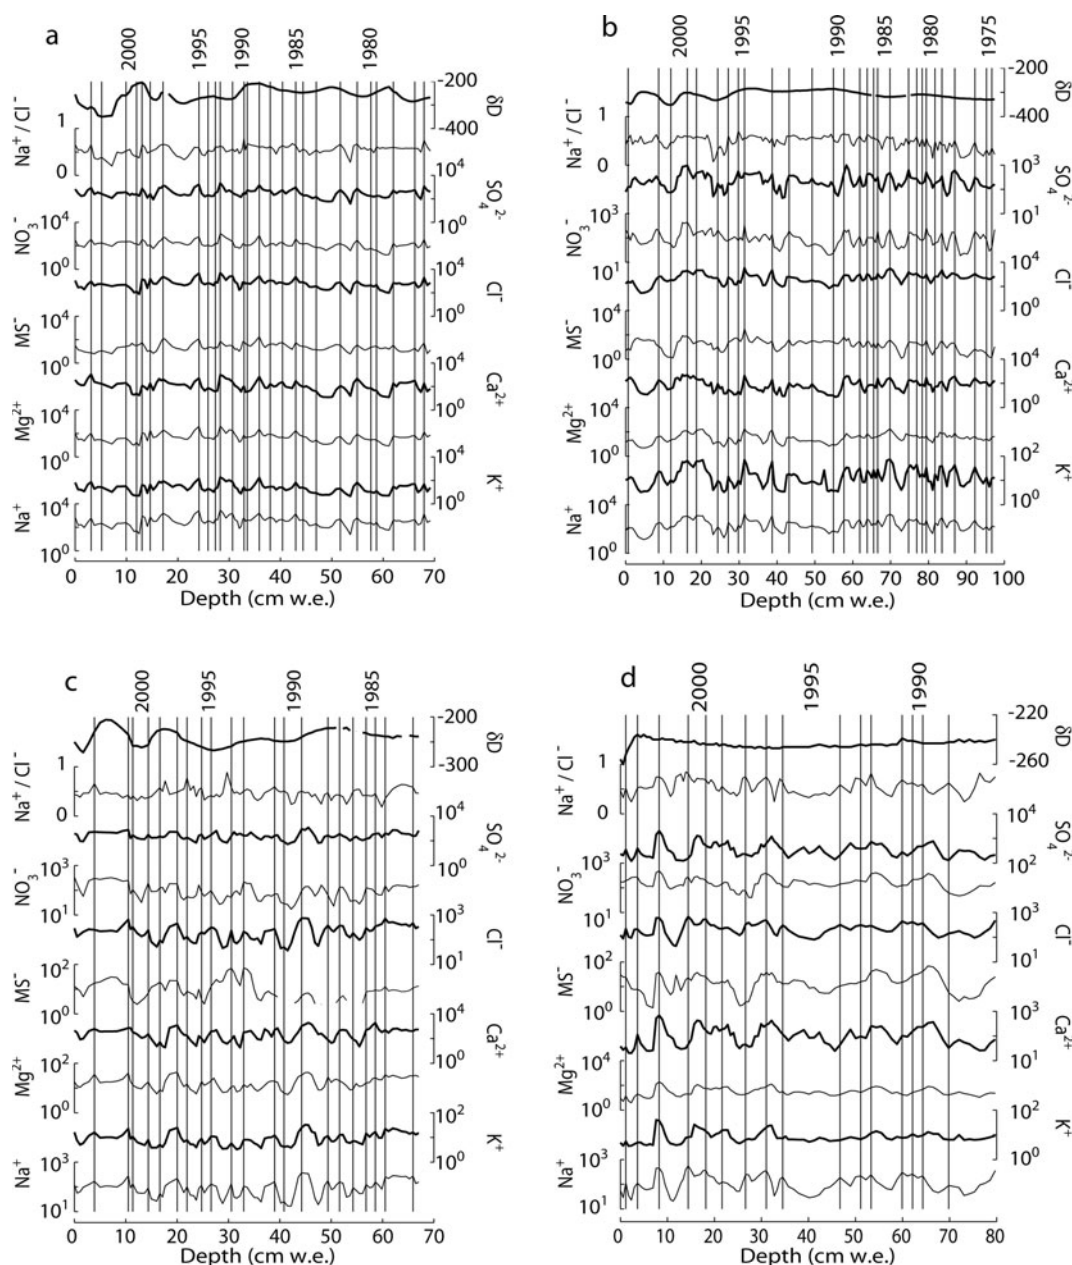 a
2000 1995 1990 1985 1980
-200
δD
-400
1
Na⁺ / Cl⁻
0
10⁴
SO₄²⁻
10⁰
10⁴
NO₃⁻
10⁰
10⁴
Cl⁻
10⁰
10⁴
MS⁻
10⁰
10⁴
Ca²⁺
10⁰
10⁴
Mg²⁺
10⁰
10⁴
K⁺
10⁰
10⁴
Na⁺
10⁰
0 10 20 30 40 50 60 70
Depth (cm w.e.)
b
2000 1995 1990 1985 1980 1975
-200
δD
-400
1
Na⁺ / Cl⁻
0
10³
SO₄²⁻
10¹
10³
NO₃⁻
10¹
10⁴
Cl⁻
10⁰
10⁴
MS⁻
10⁰
10⁴
Ca²⁺
10⁰
10⁴
Mg²⁺
10⁰
10²
K⁺
10⁰
10⁴
Na⁺
10⁰
0 10 20 30 40 50 60 70 80 90 100
Depth (cm w.e.)
c
2000 1995 1990 1985
-200
δD
-300
1
Na⁺ / Cl⁻
0
10⁴
SO₄²⁻
10⁰
10³
NO₃⁻
10¹
10³
Cl⁻
10¹
10²
MS⁻
10⁰
10⁴
Ca²⁺
10⁰
10²
Mg²⁺
10⁰
10²
K⁺
10⁰
10³
Na⁺
10¹
0 10 20 30 40 50 60 70
Depth (cm w.e.)
d
2000 1995 1990
-220
δD
-260
1
Na⁺ / Cl⁻
0
10⁴
SO₄²⁻
10²
10³
NO₃⁻
10¹
10³
Cl⁻
10¹
10²
MS⁻
10⁰
10³
Ca²⁺
10¹
10⁴
Mg²⁺
10⁰
10²
K⁺
10⁰
10³
Na⁺
10¹
0 10 20 30 40 50 60 70 80
Depth (cm w.e.)